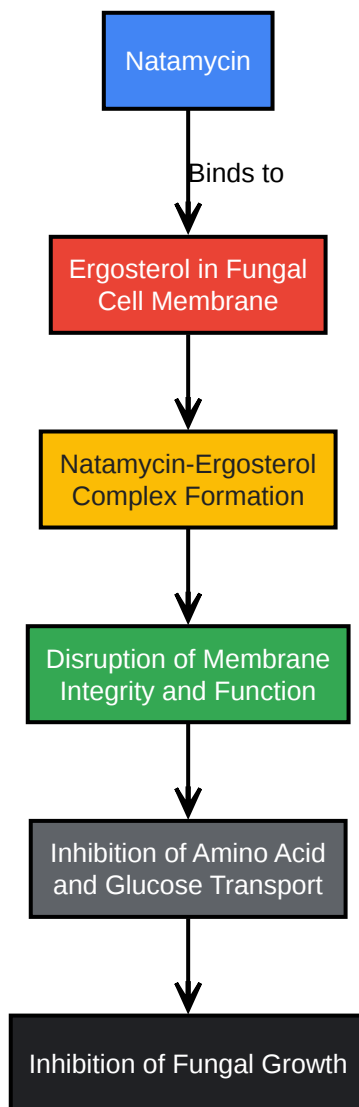 Natamycin
Binds to
Ergosterol in Fungal
Cell Membrane
Natamycin-Ergosterol
Complex Formation
Disruption of Membrane
Integrity and Function
Inhibition of Amino Acid
and Glucose Transport
Inhibition of Fungal Growth